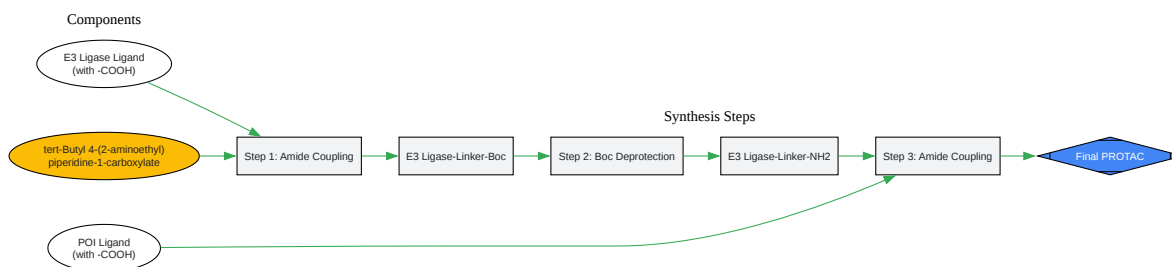 Components
E3 Ligase Ligand
(with -COOH)
Synthesis Steps
tert-Butyl 4-(2-aminoethyl)
piperidine-1-carboxylate
Step 1: Amide Coupling
E3 Ligase-Linker-Boc
Step 2: Boc Deprotection
E3 Ligase-Linker-NH2
Step 3: Amide Coupling
Final PROTAC
POI Ligand
(with -COOH)